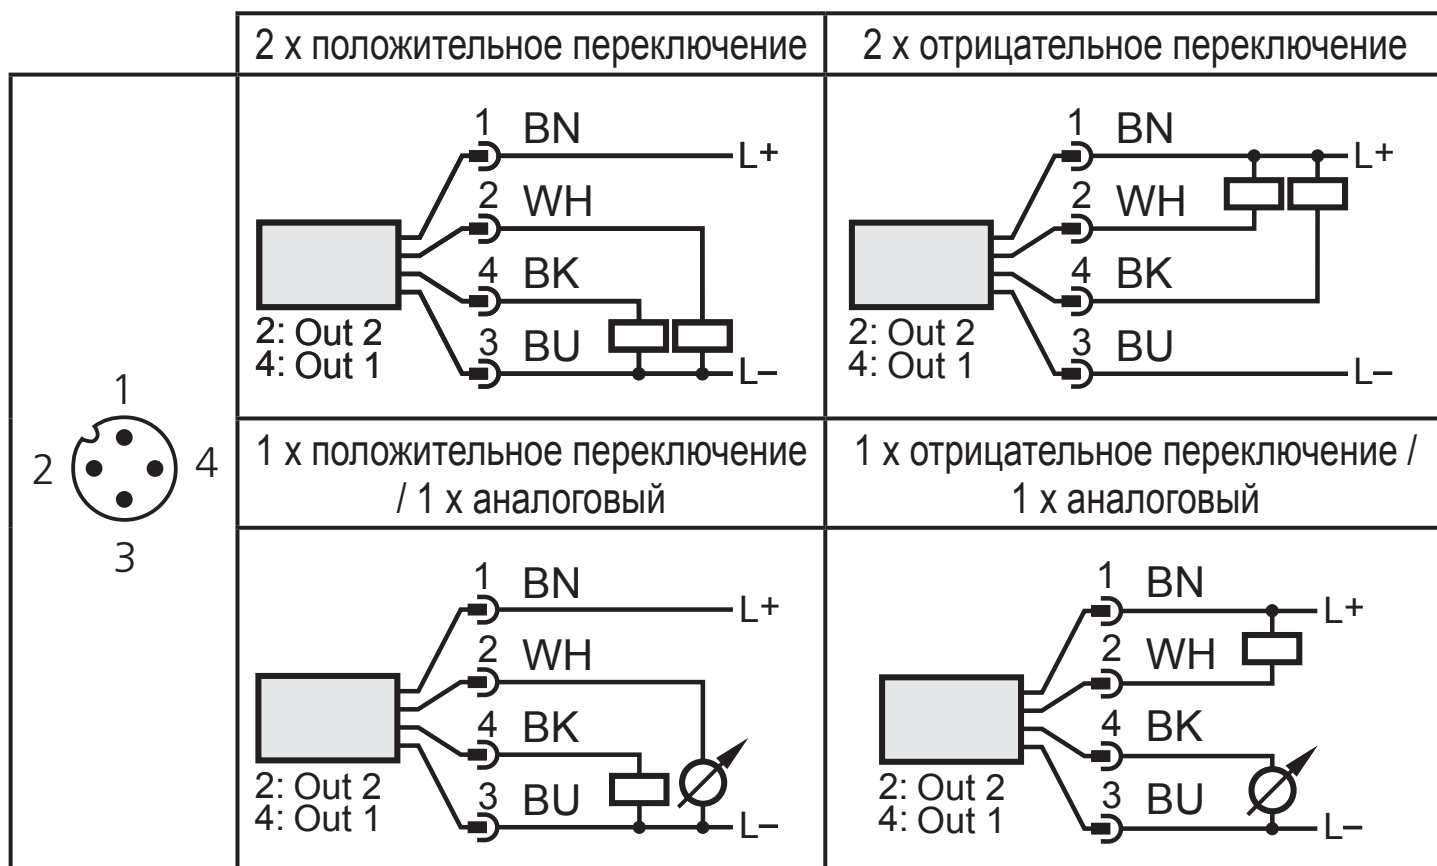 2 x положительное переключение
2 x отрицательное переключение
1 BN
L+
2 WH
4 BK
2: Out 2
4: Out 1
3 BU
L–
1 BN
L+
2 WH
4 BK
2: Out 2
4: Out 1
3 BU
L–
1
2
4
3
1 x положительное переключение
/ 1 x аналоговый
1 x отрицательное переключение /
1 x аналоговый
1 BN
L+
2 WH
4 BK
2: Out 2
4: Out 1
3 BU
L–
1 BN
L+
2 WH
4 BK
2: Out 2
4: Out 1
3 BU
L–